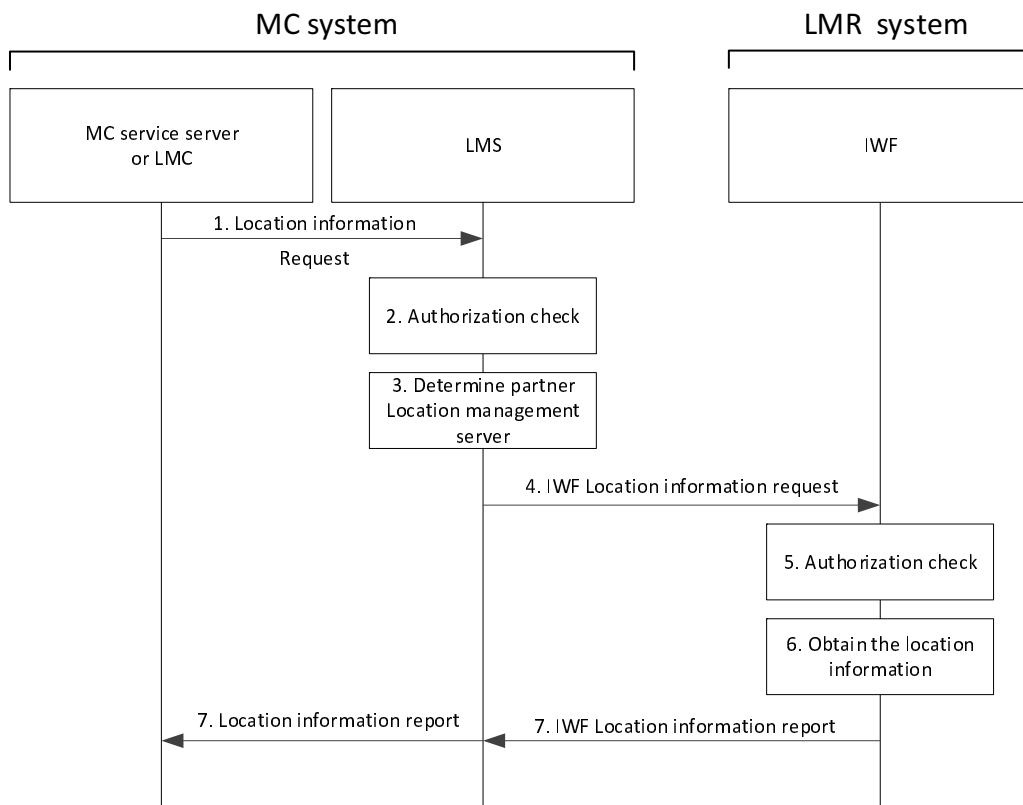 MC system
LMR system
MC service server
or LMC
LMS
IWF
1. Location information
Request
2. Authorization check
3. Determine partner
Location management
server
4. IWF Location information request
5. Authorization check
6. Obtain the location
information
7. Location information report
7. IWF Location information report